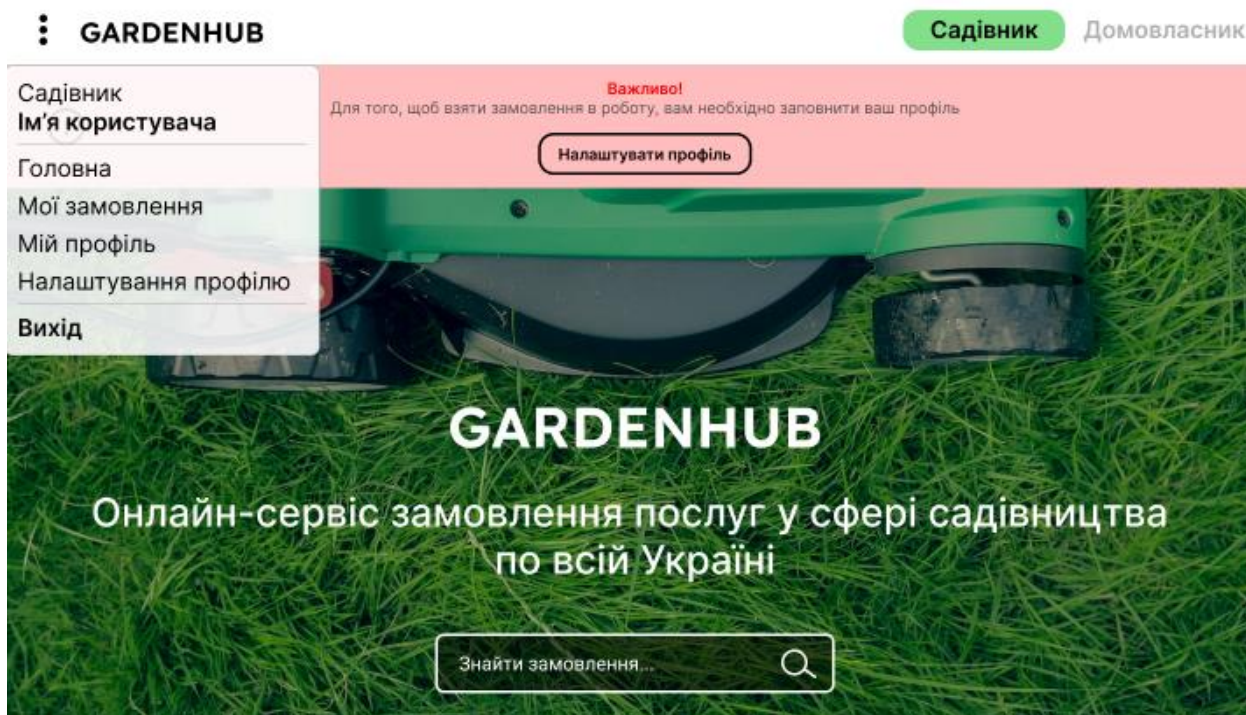 GARDENHUB
Садівник
Домовласник
Садівник
Ім'я користувача
Головна
Мої замовлення
Мій профіль
Налаштування профілю
Вихід
Важливо!
Для того, щоб взяти замовлення в роботу, вам необхідно заповнити ваш профіль
Налаштувати профіль
GARDENHUB
Онлайн-сервіс замовлення послуг у сфері садівництва
по всій Україні
Знайти замовлення...